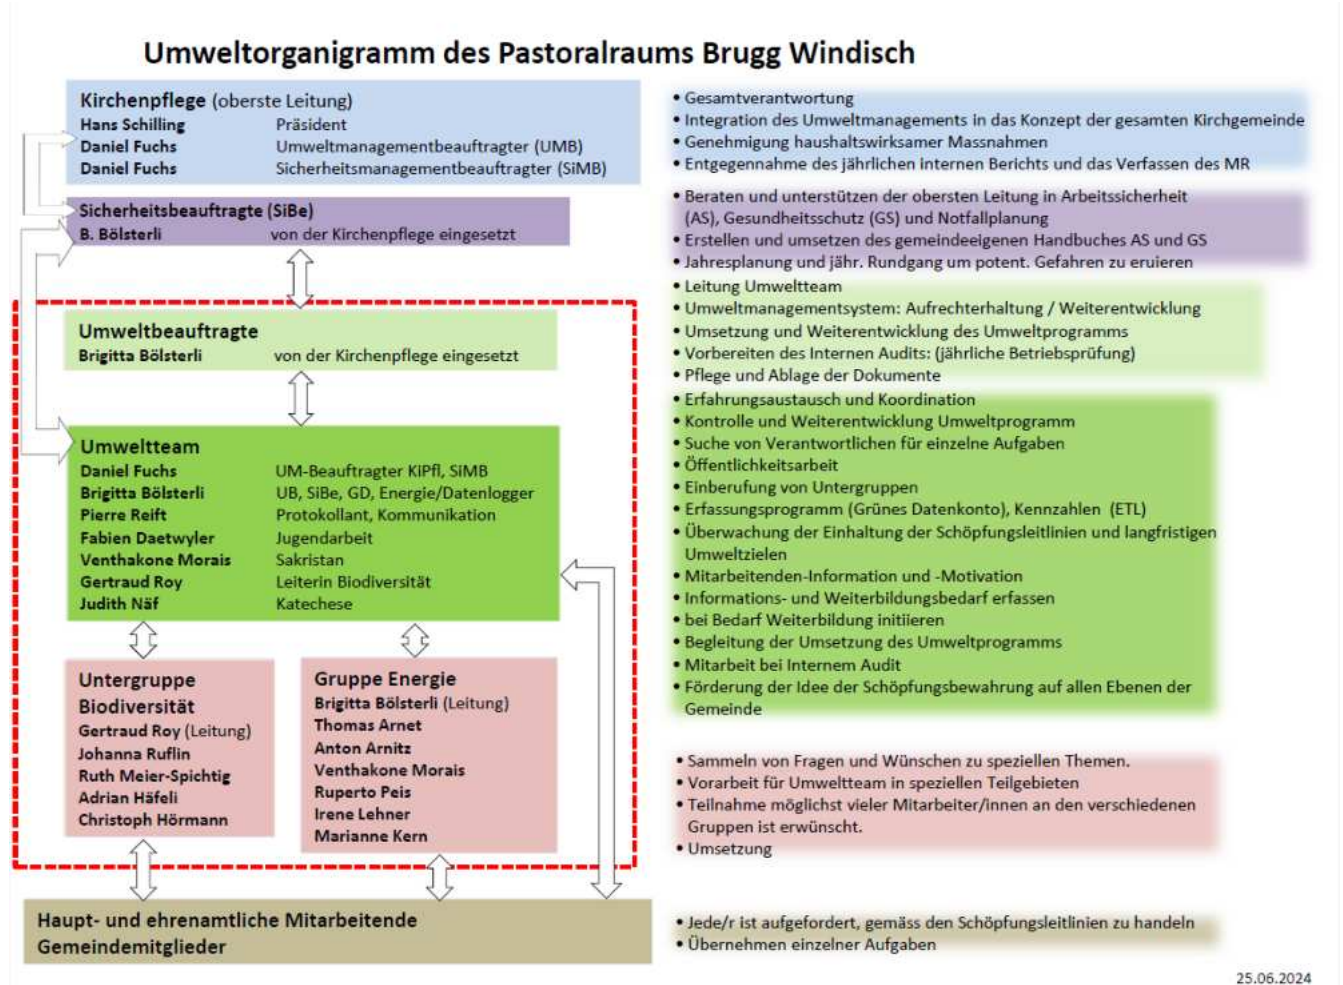 Umweltorganigramm des Pastoralraums Brugg Windisch
Kirchenpflege (oberste Leitung)
Hans Schilling Präsident
Daniel Fuchs Umweltmanagementbeauftragter (UMB)
Daniel Fuchs Sicherheitsmanagementbeauftragter (SiMB)
• Gesamtverantwortung
• Integration des Umweltmanagements in das Konzept der gesamten Kirchgemeinde
• Genehmigung haushaltswirksamer Massnahmen
• Entgegennahme des jährlichen internen Berichts und das Verfassen des MR
Sicherheitsbeauftragte (SiBe)
B. Bölsterli von der Kirchenpflege eingesetzt
• Beraten und unterstützen der obersten Leitung in Arbeitssicherheit
(AS), Gesundheitsschutz (GS) und Notfallplanung
• Erstellen und umsetzen des gemeindeeigenen Handbuches AS und GS
• Jahresplanung und jähr. Rundgang um potent. Gefahren zu eruieren
Umweltbeauftragte
Brigitta Bölsterli von der Kirchenpflege eingesetzt
• Leitung Umweltteam
• Umweltmanagementsystem: Aufrechterhaltung / Weiterentwicklung
• Umsetzung und Weiterentwicklung des Umweltprogramms
• Vorbereiten des Internen Audits: (jährliche Betriebsprüfung)
• Pflege und Ablage der Dokumente
Umweltteam
Daniel Fuchs UM-Beauftragter KIPfl, SiMB
Brigitta Bölsterli UB, SiBe, GD, Energie/Datenlogger
Pierre Reift Protokollant, Kommunikation
Fabien Daetwyler Jugendarbeit
Venthakone Morais Sakristan
Gertraud Roy Leiterin Biodiversität
Judith Näf Katechese
• Erfahrungsaustausch und Koordination
• Kontrolle und Weiterentwicklung Umweltprogramm
• Suche von Verantwortlichen für einzelne Aufgaben
• Öffentlichkeitsarbeit
• Einberufung von Untergruppen
• Erfassungsprogramm (Grünes Datenkonto), Kennzahlen (ETL)
• Überwachung der Einhaltung der Schöpfungsleitlinien und langfristigen
Umweltzielen
• Mitarbeitenden-Information und -Motivation
• Informations- und Weiterbildungsbedarf erfassen
• bei Bedarf Weiterbildung initiieren
• Begleitung der Umsetzung des Umweltprogramms
• Mitarbeit bei Internem Audit
• Förderung der Idee der Schöpfungsbewahrung auf allen Ebenen der
Gemeinde
Untergruppe
Biodiversität
Gertraud Roy (Leitung)
Johanna Ruflin
Ruth Meier-Spichtig
Adrian Häfeli
Christoph Hörmann
Gruppe Energie
Brigitta Bölsterli (Leitung)
Thomas Arnet
Anton Arnitz
Venthakone Morais
Ruperto Peis
Irene Lehner
Marianne Kern
• Sammeln von Fragen und Wünschen zu speziellen Themen.
• Vorarbeit für Umweltteam in speziellen Teilgebieten
• Teilnahme möglichst vieler Mitarbeiter/innen an den verschiedenen
Gruppen ist erwünscht.
• Umsetzung
Haupt- und ehrenamtliche Mitarbeitende
Gemeindemitglieder
• Jede/r ist aufgefordert, gemäss den Schöpfungsleitlinien zu handeln
• Übernehmen einzelner Aufgaben
25.06.2024